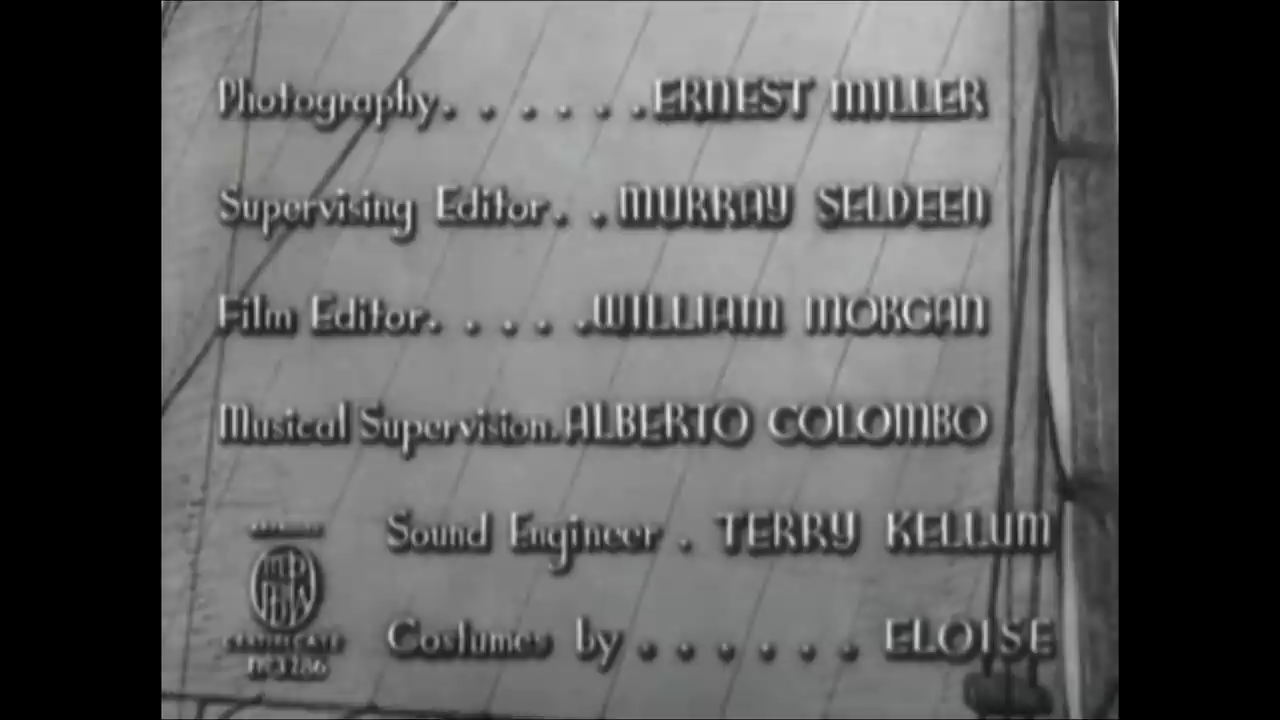 Photography......ERNEST MILLER
Supervising Editor..MURRAY SELDEEN
Film Editor.....WILLIAM MORGAN
Musical Supervision.ALBERTO COLOMBO
Sound Engineer.TERRY KELLUM
Costumes by......ELOISE
CERTIFICATE